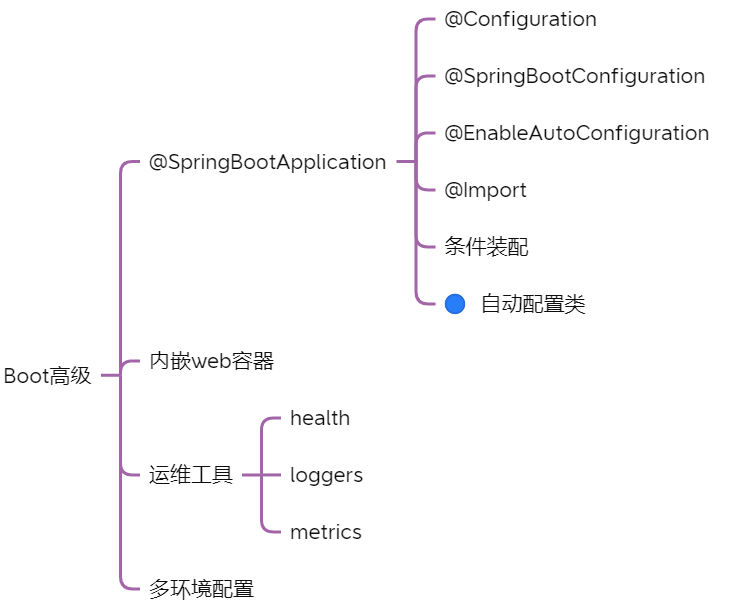 Boot高级
@SpringBootApplication
@Configuration
@SpringBootConfiguration
@EnableAutoConfiguration
@Import
条件装配
自动配置类
内嵌web容器
运维工具
health
loggers
metrics
多环境配置